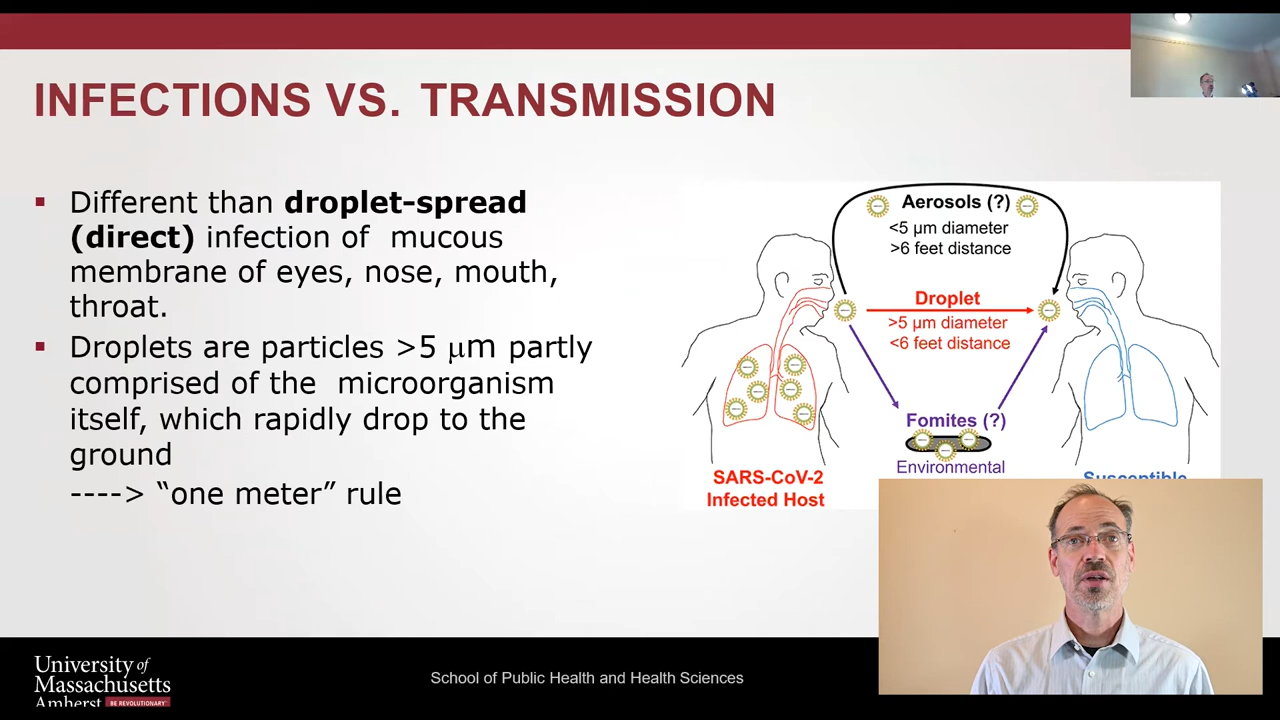 INFECTIONS VS. TRANSMISSION
▪ Different than droplet-spread
(direct) infection of mucous
membrane of eyes, nose, mouth,
throat.
▪ Droplets are particles >5 μm partly
comprised of the microorganism
itself, which rapidly drop to the
ground
----> “one meter” rule
Aerosols (?)
<5 μm diameter
>6 feet distance
Droplet
>5 μm diameter
<6 feet distance
Fomites (?)
Environmental
SARS-CoV-2
Infected Host
Susceptible
University of
Massachusetts
Amherst BE REVOLUTIONARY
School of Public Health and Health Sciences